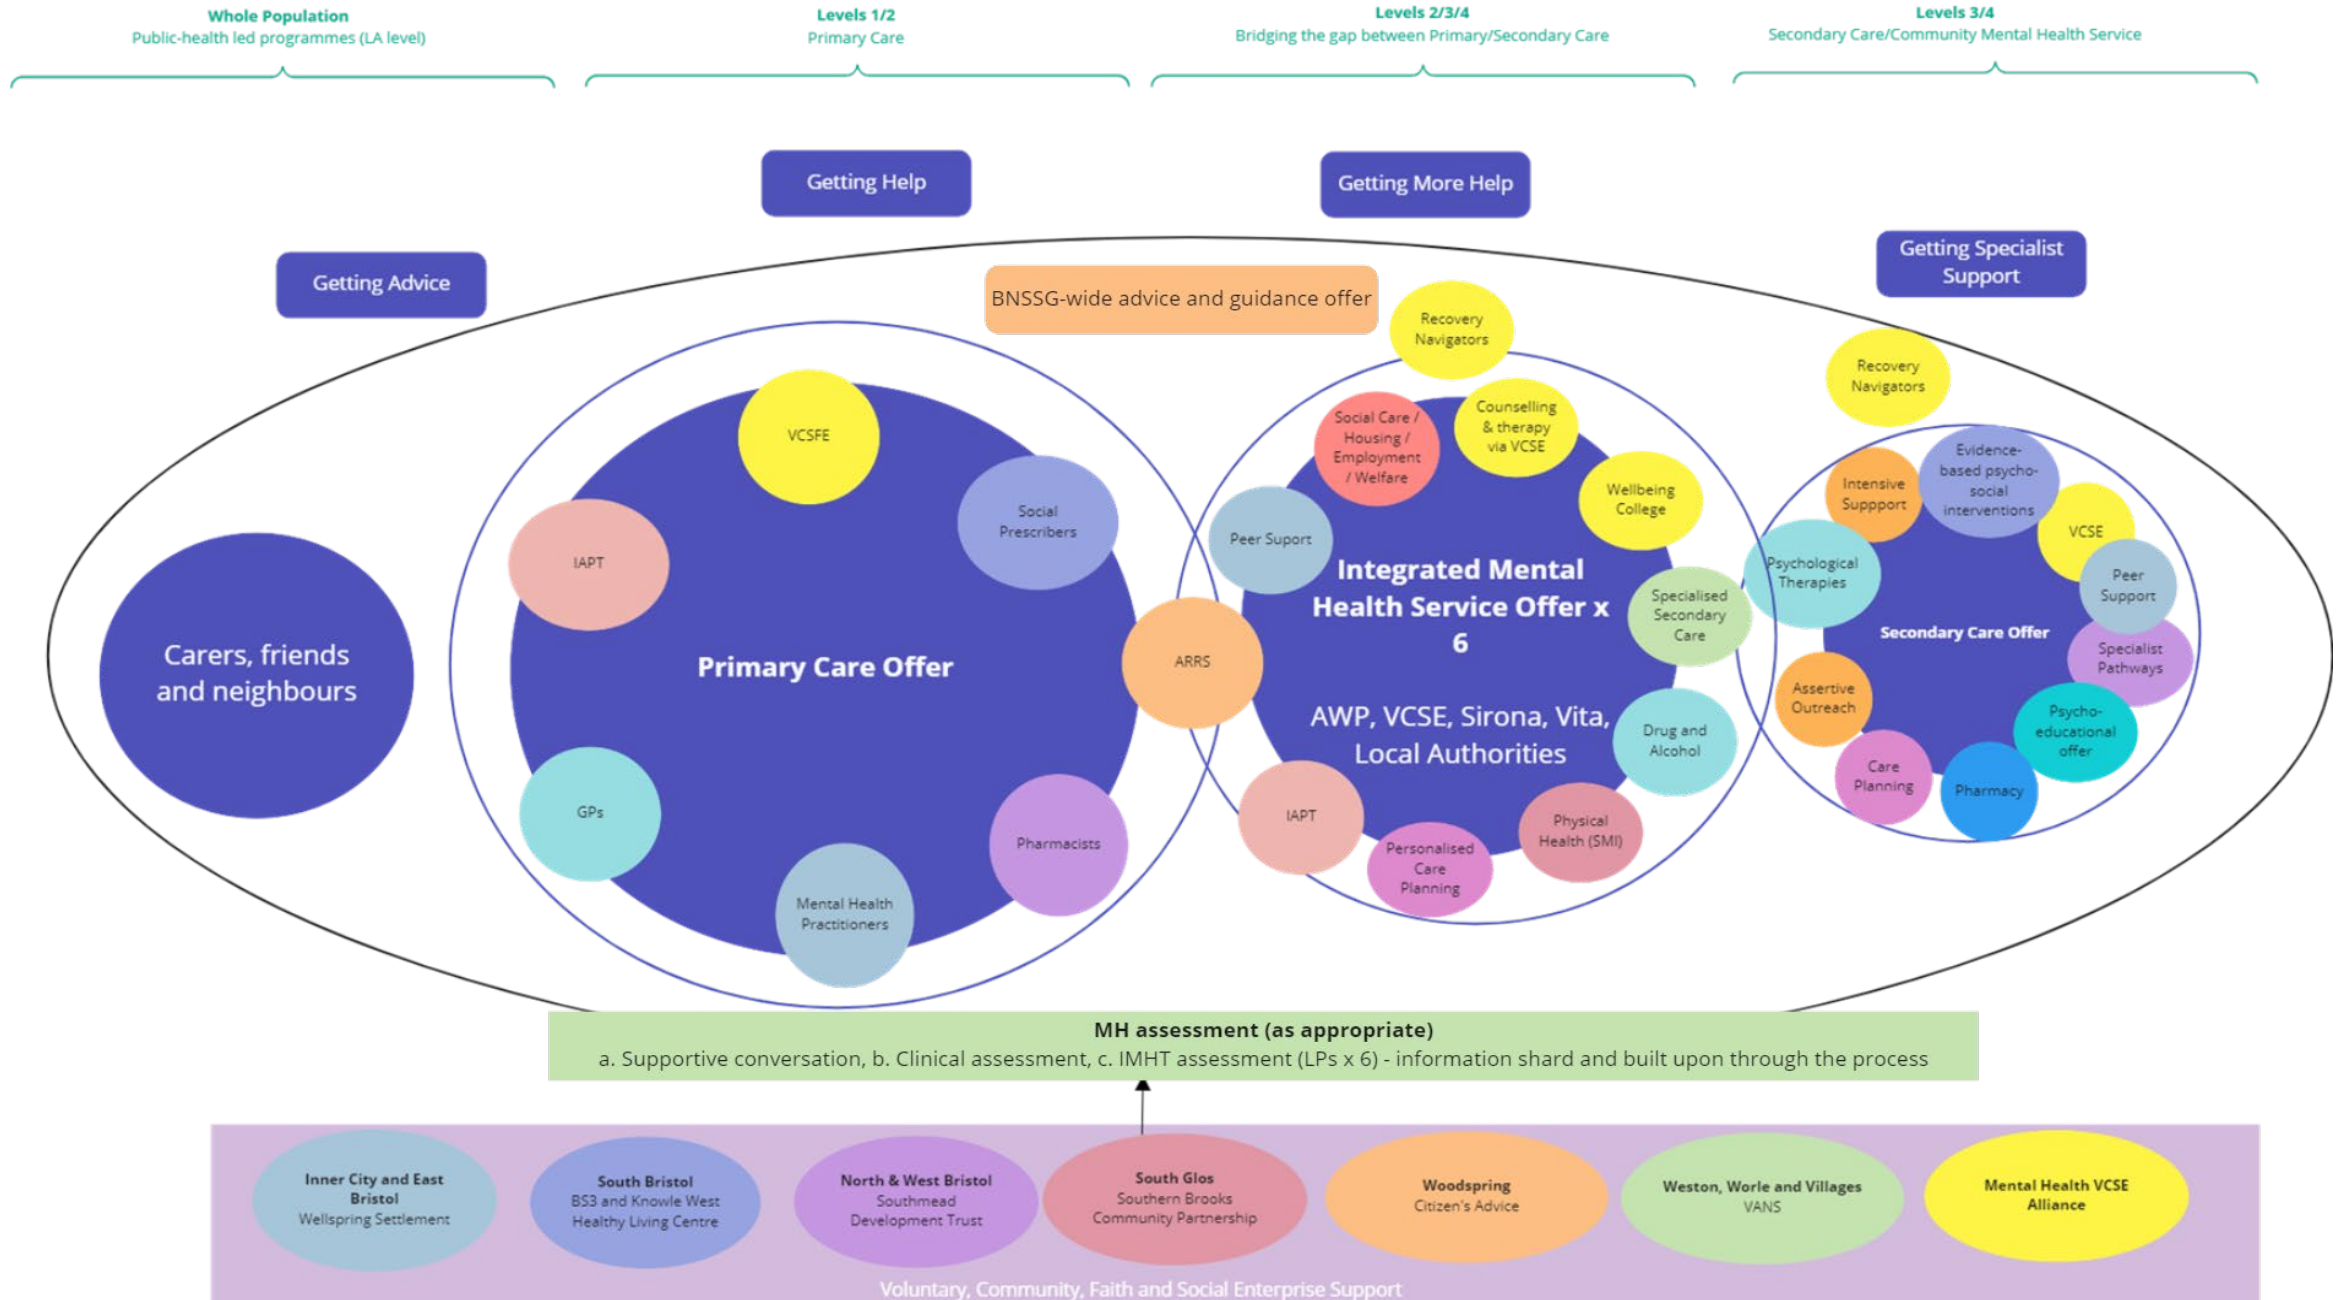 Whole Population
Public-health led programmes (LA level)
Levels 1/2
Primary Care
Levels 2/3/4
Bridging the gap between Primary/Secondary Care
Levels 3/4
Secondary Care/Community Mental Health Service
Getting Advice
Getting Help
Getting More Help
Getting Specialist
Support
BNSSG-wide advice and guidance offer
Carers, friends
and neighbours
Primary Care Offer
VCSFE
Social
Prescribers
IAPT
GPs
Mental Health
Practitioners
Pharmacists
ARRS
Integrated Mental
Health Service Offer x
6
AWP, VCSE, Sirona, Vita,
Local Authorities
Recovery
Navigators
Social Care /
Housing /
Employment
/ Welfare
Counselling
& therapy
via VCSE
Wellbeing
College
Peer Suport
Specialised
Secondary
Care
Drug and
Alcohol
Physical
Health (SMI)
Personalised
Care
Planning
IAPT
Recovery
Navigators
Secondary Care Offer
Intensive
Suppport
Evidence-
based psycho-
social
interventions
VCSE
Peer
Support
Specialist
Pathways
Psycho-
educational
offer
Pharmacy
Care
Planning
Assertive
Outreach
Psychological
Therapies
MH assessment (as appropriate)
a. Supportive conversation, b. Clinical assessment, c. IMHT assessment (LPs x 6) - information shard and built upon through the process
Inner City and East
Bristol
Wellspring Settlement
South Bristol
BS3 and Knowle West
Healthy Living Centre
North & West Bristol
Southmead
Development Trust
South Glos
Southern Brooks
Community Partnership
Woodspring
Citizen's Advice
Weston, Worle and Villages
VANS
Mental Health VCSE
Alliance
Voluntary, Community, Faith and Social Enterprise Support